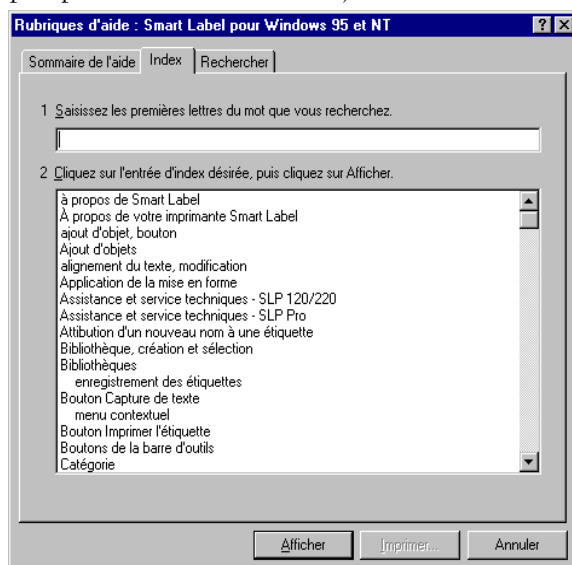 Rubriques d'aide : Smart Label pour Windows 95 et NT
Sommaire de l'aide Index Rechercher
1 Saisissez les premières lettres du mot que vous recherchez.
2 Cliquez sur l'entrée d'index désirée, puis cliquez sur Afficher.
à propos de Smart Label
À propos de votre imprimante Smart Label
ajout d'objet, bouton
Ajout d'objets
alignement du texte, modification
Application de la mise en forme
Assistance et service techniques - SLP 120/220
Assistance et service techniques - SLP Pro
Attibution d'un nouveau nom à une étiquette
Bibliothèque, création et sélection
Bibliothèques
enregistrement des étiquettes
Bouton Capture de texte
menu contextuel
Bouton Imprimer l'étiquette
Boutons de la barre d'outils
Catégorie
Afficher Imprimer... Annuler